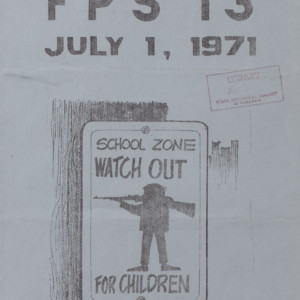 FPS 13
JULY 1, 1971
SCHOOL ZONE
WATCH OUT
FOR CHILDREN